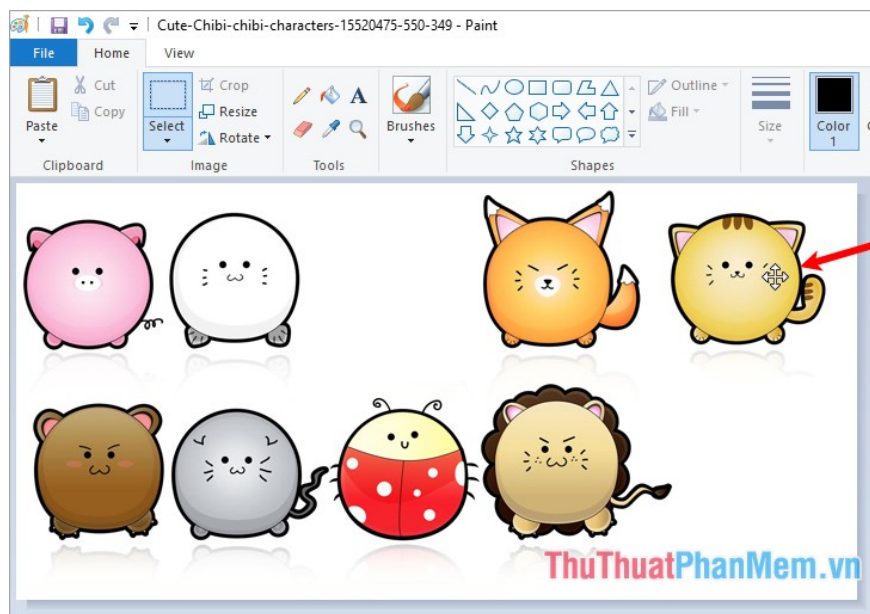 Cute-Chibi-chibi-characters-15520475-550-349 - Paint
File Home View
Paste
Cut
Copy
Clipboard
Select
Crop
Resize
Rotate
Image
A
Tools
Brushes
Outline
Fill
Shapes
Size
Color
1
ThuThuatPhanMem.vn